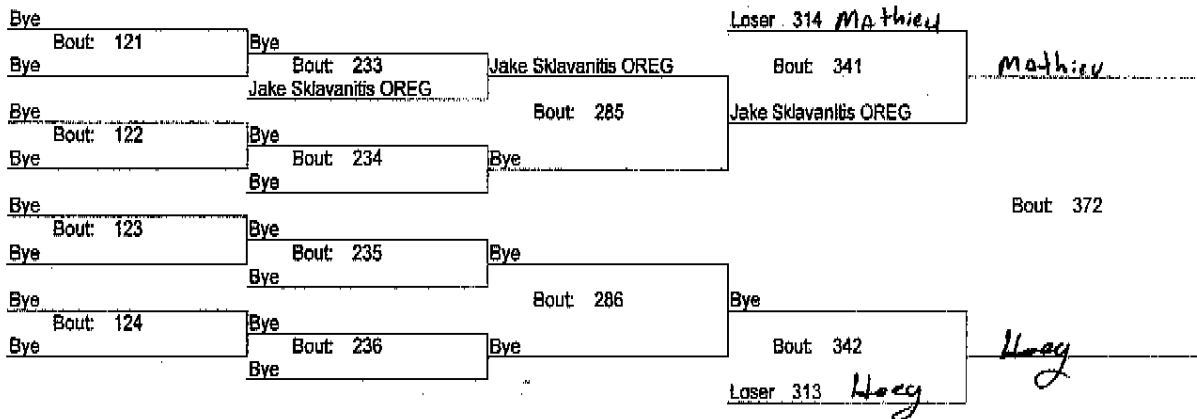 Bye
Loser 314 Mathieu
Bout: 121
Bye
Bye
Bout: 233
Jake Sklavanitis OREG
Bout: 341
Mathieu
Jake Sklavanitis OREG
Bye
Bout: 285
Jake Sklavanitis OREG
Bout: 122
Bye
Bye
Bout: 234
Bye
Bye
Bye
Bout: 372
Bout: 123
Bye
Bye
Bout: 235
Bye
Bye
Bye
Bout: 286
Bye
Bout: 124
Bye
Bye
Bout: 236
Bye
Bout: 342
Hoey
Bye
Loser 313 Hoey